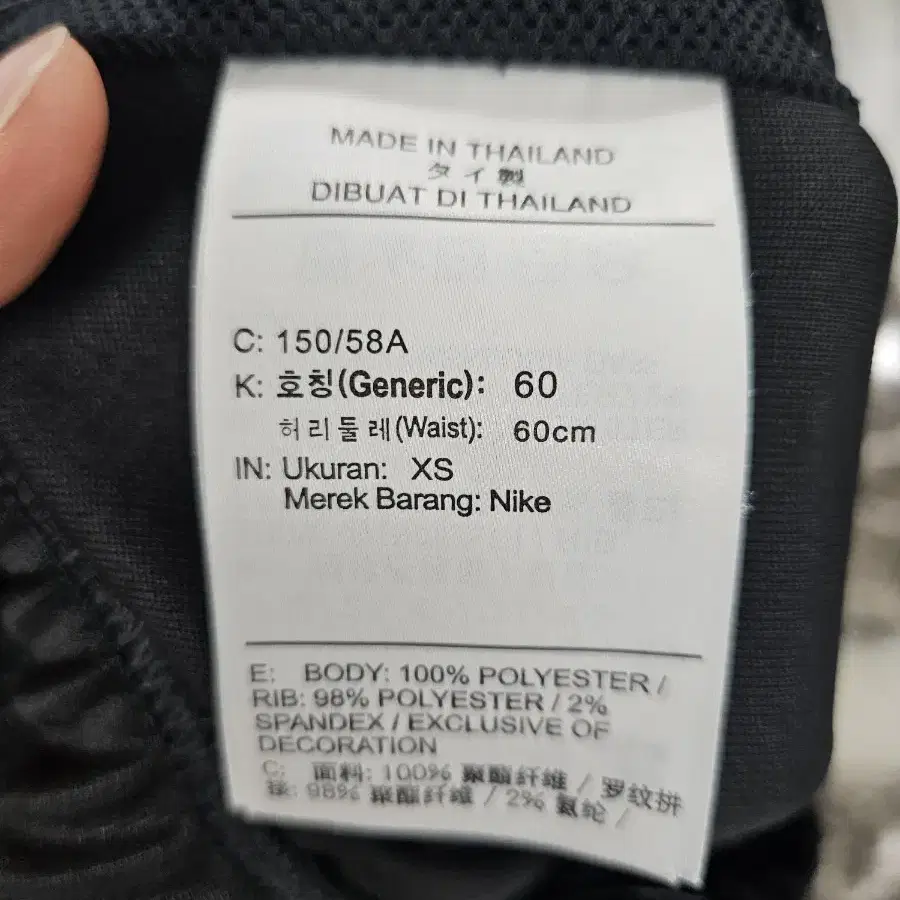 MADE IN THAILAND
タイ製
DIBUAT DI THAILAND
C: 150/58A
K: 호칭(Generic): 60
허리둘레(Waist): 60cm
IN: Ukuran: XS
Merek Barang: Nike
E: BODY: 100% POLYESTER /
RIB: 98% POLYESTER / 2%
SPANDEX / EXCLUSIVE OF
DECORATION
C: 面料: 100% 聚酯纤维 / 罗纹拼
接: 98% 聚酯纤维 / 2% 氨纶 /